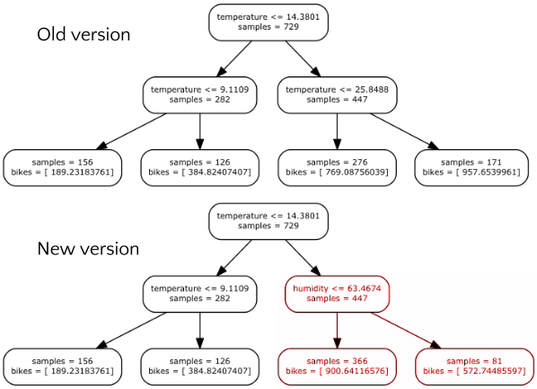 Old version
temperature <= 14.3801
samples = 729
temperature <= 9.1109
samples = 282
temperature <= 25.8488
samples = 447
samples = 156
bikes = [ 189.23183761]
samples = 126
bikes = [ 384.82407407]
samples = 276
bikes = [ 769.08756039]
samples = 171
bikes = [ 957.6539961]
New version
temperature <= 14.3801
samples = 729
temperature <= 9.1109
samples = 282
humidity <= 63.4674
samples = 447
samples = 156
bikes = [ 189.23183761]
samples = 126
bikes = [ 384.82407407]
samples = 366
bikes = [ 900.64116576]
samples = 81
bikes = [ 572.74485597]